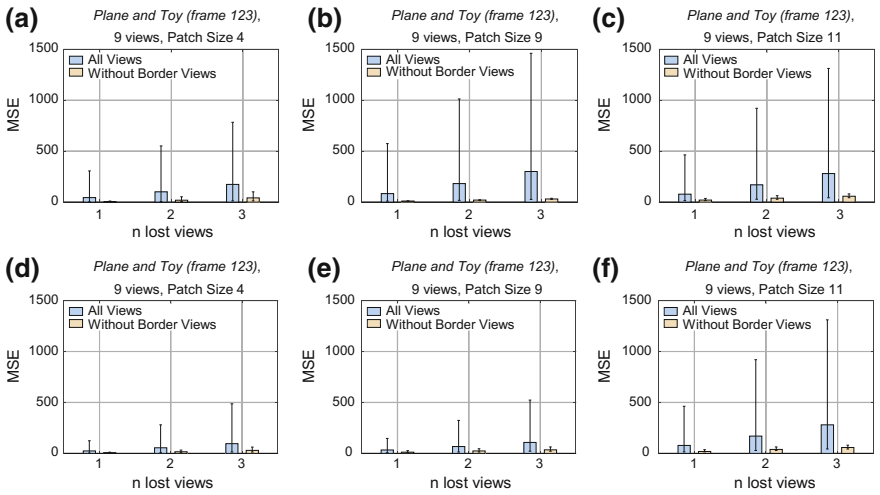 (a) Plane and Toy (frame 123),
9 views, Patch Size 4
1500
1000
500
0
MSE
All Views
Without Border Views
1 2 3
n lost views
(b) Plane and Toy (frame 123),
9 views, Patch Size 9
1500
1000
500
0
MSE
All Views
Without Border Views
1 2 3
n lost views
(c) Plane and Toy (frame 123),
9 views, Patch Size 11
1500
1000
500
0
MSE
All Views
Without Border Views
1 2 3
n lost views
(d) Plane and Toy (frame 123),
9 views, Patch Size 4
1500
1000
500
0
MSE
All Views
Without Border Views
1 2 3
n lost views
(e) Plane and Toy (frame 123),
9 views, Patch Size 9
1500
1000
500
0
MSE
All Views
Without Border Views
1 2 3
n lost views
(f) Plane and Toy (frame 123),
9 views, Patch Size 11
1500
1000
500
0
MSE
All Views
Without Border Views
1 2 3
n lost views